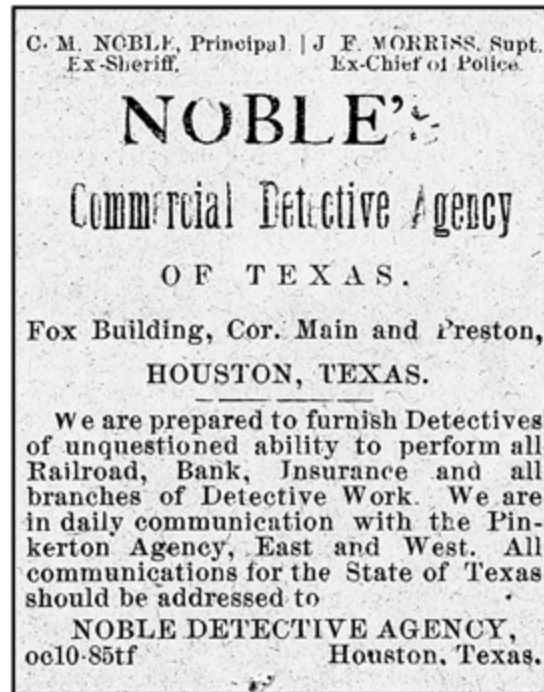 C. M. NOBLE, Principal. | J. F. MORRISS, Supt.
Ex-Sheriff. Ex-Chief of Police.
NOBLE's
Commercial Detective Agency
OF TEXAS.
Fox Building, Cor. Main and Preston,
HOUSTON, TEXAS.
We are prepared to furnish Detectives
of unquestioned ability to perform all
Railroad, Bank, Insurance and all
branches of Detective Work. We are
in daily communication with the Pin-
kerton Agency, East and West. All
communications for the State of Texas
should be addressed to
NOBLE DETECTIVE AGENCY,
oc10-85tf Houston, Texas.